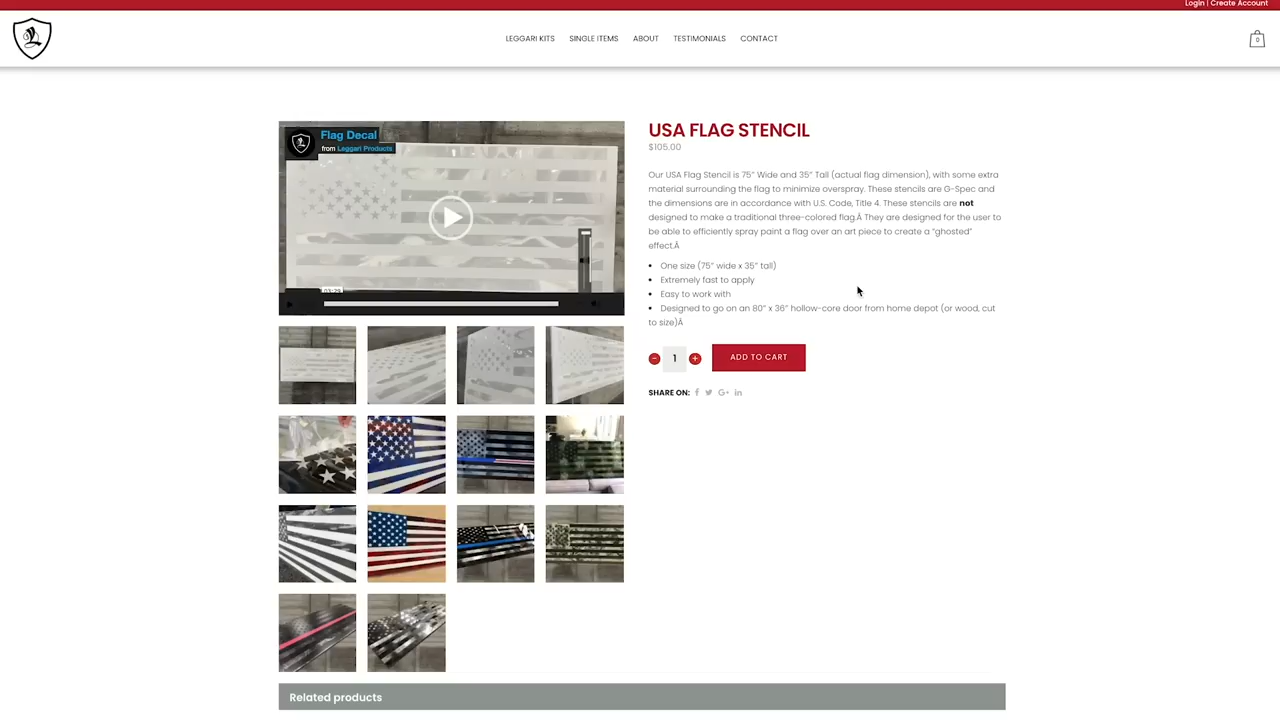 Login | Create Account
LEGGARI KITS SINGLE ITEMS ABOUT TESTIMONIALS CONTACT
0
Flag Decal
from Leggari Products
03:29
USA FLAG STENCIL
$105.00
Our USA Flag Stencil is 75” Wide and 35” Tall (actual flag dimension), with some extra
material surrounding the flag to minimize overspray. These stencils are G-Spec and
the dimensions are in accordance with U.S. Code, Title 4. These stencils are not
designed to make a traditional three-colored flag.Â They are designed for the user to
be able to efficiently spray paint a flag over an art piece to create a “ghosted”
effect.Â
• One size (75” wide x 35” tall)
• Extremely fast to apply
• Easy to work with
• Designed to go on an 80” x 36” hollow-core door from home depot (or wood, cut
to size)Â
- 1 + ADD TO CART
SHARE ON:
Related products